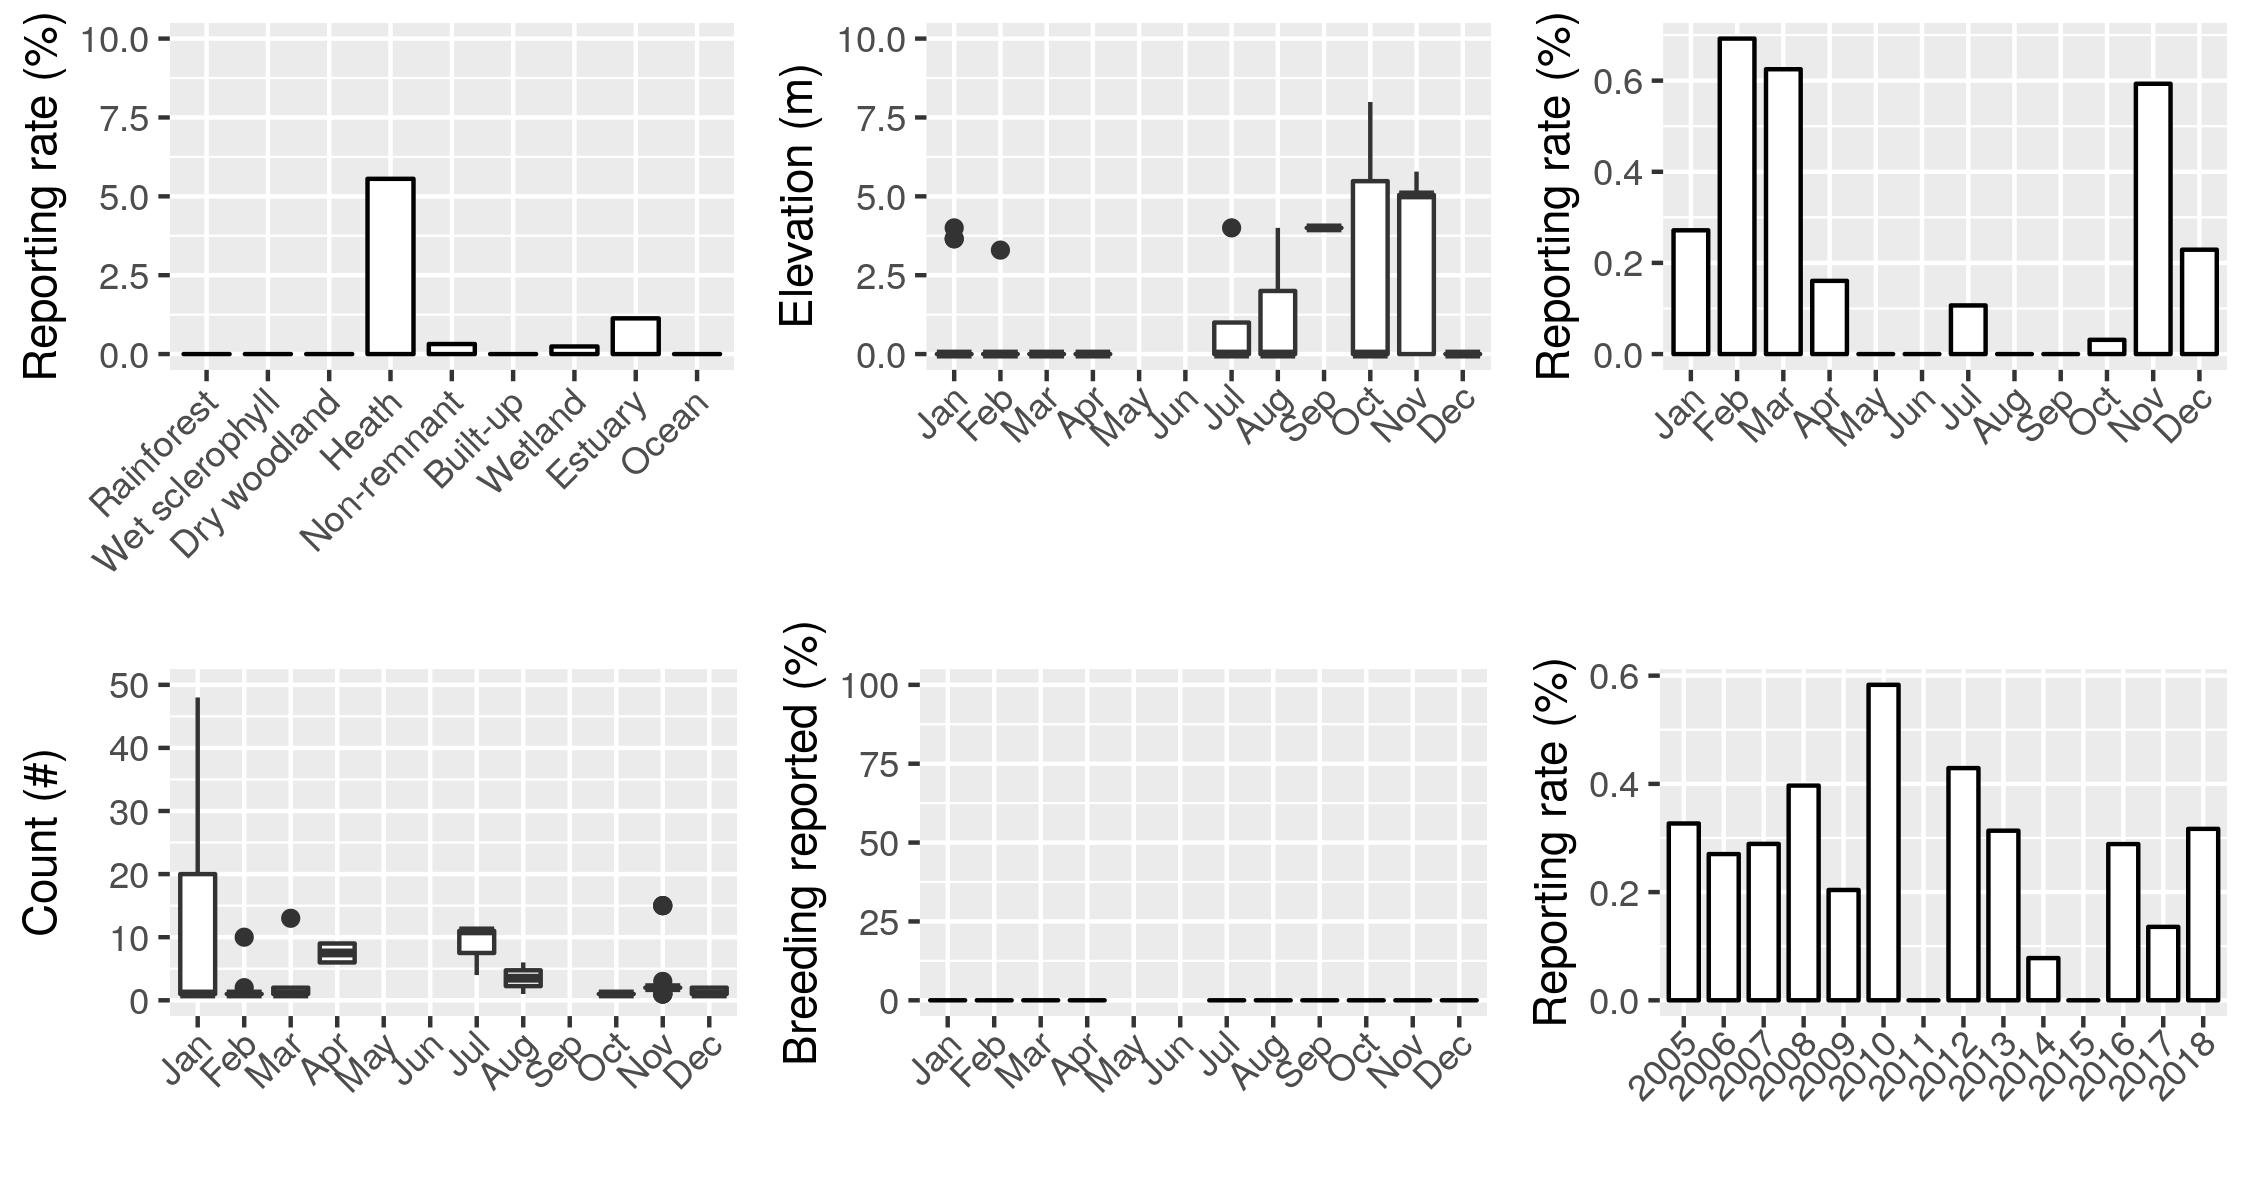 Reporting rate (%)
10.0
7.5
5.0
2.5
0.0
Rainforest
Wet sclerophyll
Dry woodland
Heath
Non-remnant
Built-up
Wetland
Estuary
Ocean
Elevation (m)
10.0
7.5
5.0
2.5
0.0
Jan
Feb
Mar
Apr
May
Jun
Jul
Aug
Sep
Oct
Nov
Dec
Reporting rate (%)
0.6
0.4
0.2
0.0
Jan
Feb
Mar
Apr
May
Jun
Jul
Aug
Sep
Oct
Nov
Dec
Count (#)
50
40
30
20
10
0
Jan
Feb
Mar
Apr
May
Jun
Jul
Aug
Sep
Oct
Nov
Dec
Breeding reported (%)
100
75
50
25
0
Jan
Feb
Mar
Apr
May
Jun
Jul
Aug
Sep
Oct
Nov
Dec
Reporting rate (%)
0.6
0.4
0.2
0.0
2005
2006
2007
2008
2009
2010
2011
2012
2013
2014
2015
2016
2017
2018